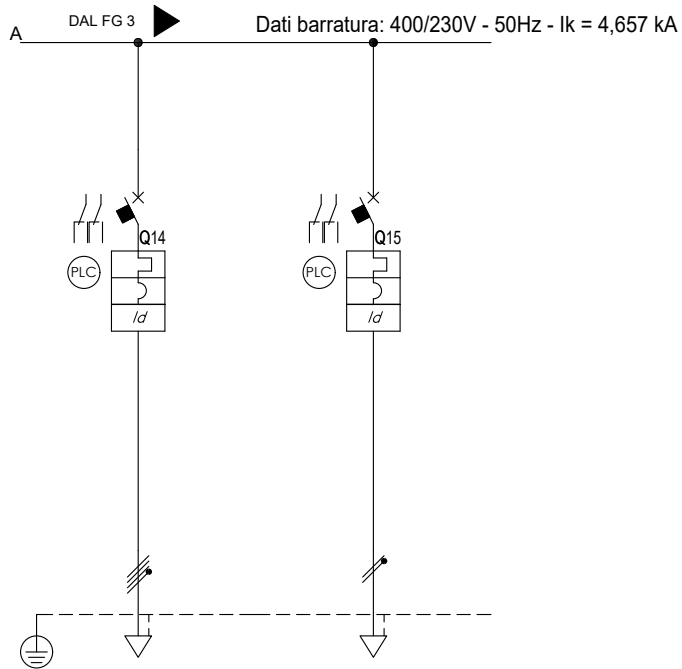 DAL FG 3
Dati barratura: 400/230V - 50Hz - Ik = 4,657 kA
A
Q14
Q15
PLC
PLC
Id
Id